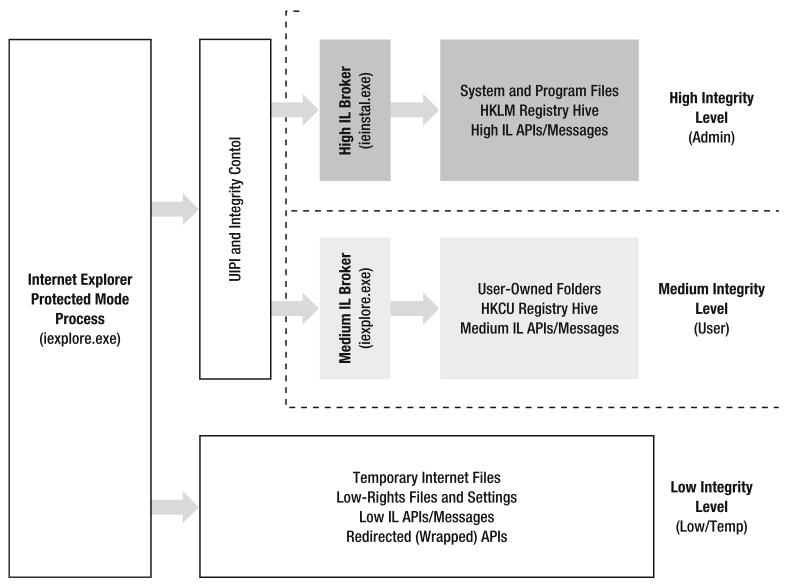 Internet Explorer
Protected Mode
Process
(iexplore.exe)
UIPI and Integrity Contol
High IL Broker
(ieinstal.exe)
System and Program Files
HKLM Registry Hive
High IL APIs/Messages
High Integrity
Level
(Admin)
Medium IL Broker
(iexplore.exe)
User-Owned Folders
HKCU Registry Hive
Medium IL APIs/Messages
Medium Integrity
Level
(User)
Temporary Internet Files
Low-Rights Files and Settings
Low IL APIs/Messages
Redirected (Wrapped) APIs
Low Integrity
Level
(Low/Temp)